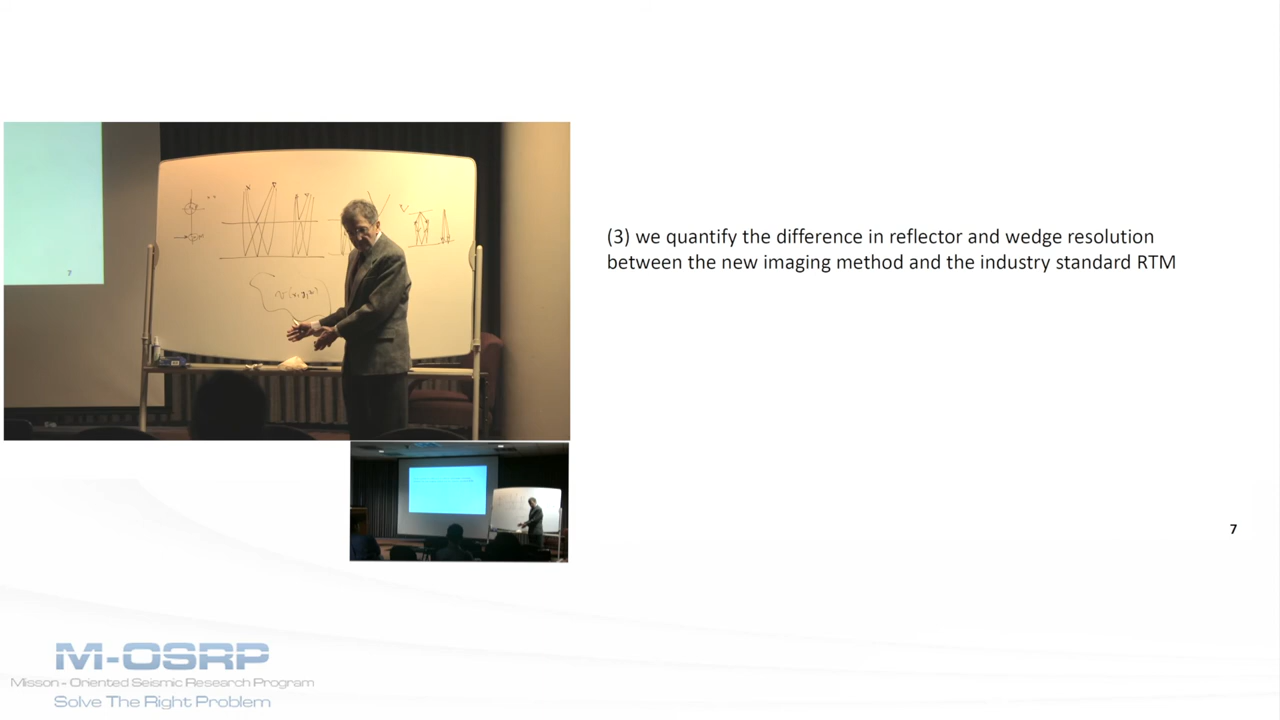 (3) we quantify the difference in reflector and wedge resolution
between the new imaging method and the industry standard RTM
7
7
M-OSRP
Misson - Oriented Seismic Research Program
Solve The Right Problem